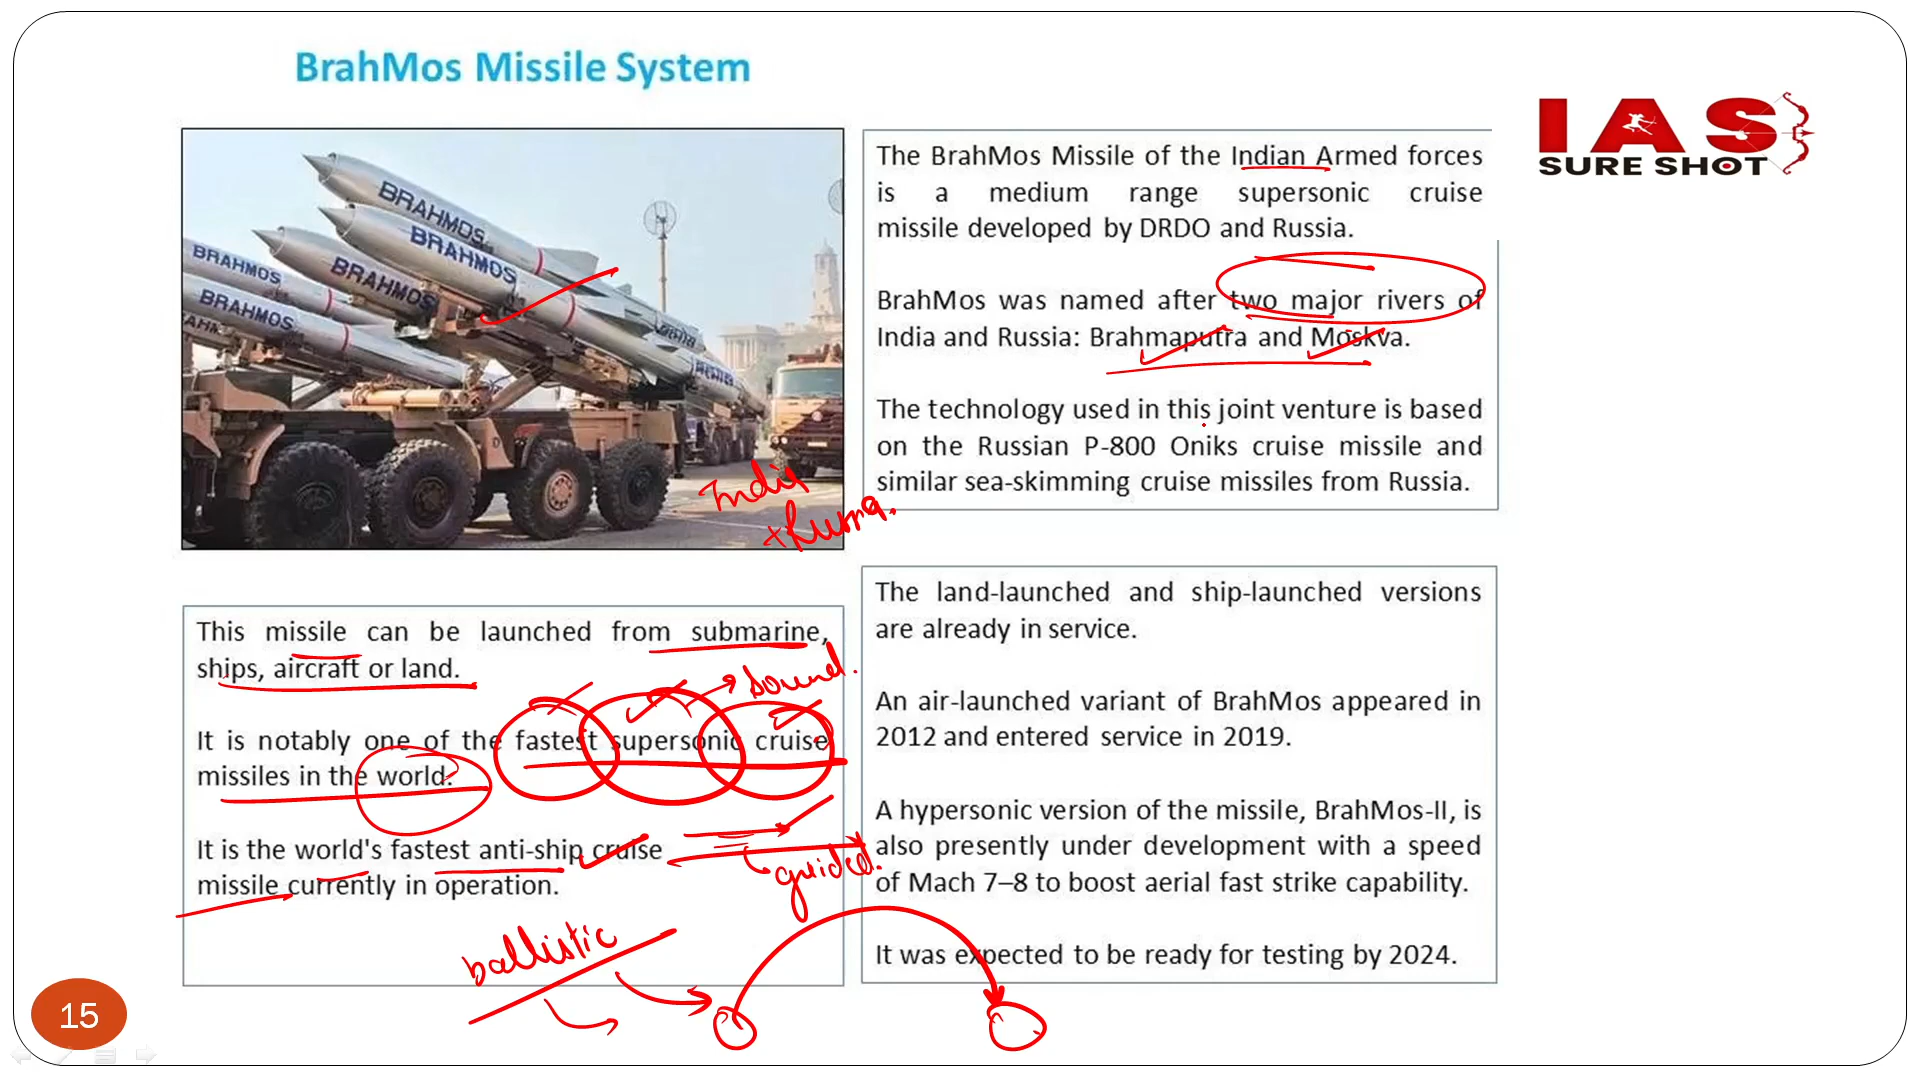 BrahMos Missile System
IAS
SURE SHOT
BRAHMOS
BRAHMOS
BRAHMOS
BRAHMOS
BRAHMOS
India
+ Russia.
The BrahMos Missile of the Indian Armed forces
is a medium range supersonic cruise
missile developed by DRDO and Russia.
BrahMos was named after two major rivers of
India and Russia: Brahmaputra and Moskva.
The technology used in this joint venture is based
on the Russian P-800 Oniks cruise missile and
similar sea-skimming cruise missiles from Russia.
This missile can be launched from submarine,
ships, aircraft or land.
sound.
It is notably one of the fastest supersonic cruise
missiles in the world.
It is the world's fastest anti-ship cruise
missile currently in operation.
guided.
ballistic
The land-launched and ship-launched versions
are already in service.
An air-launched variant of BrahMos appeared in
2012 and entered service in 2019.
A hypersonic version of the missile, BrahMos-II, is
also presently under development with a speed
of Mach 7–8 to boost aerial fast strike capability.
It was expected to be ready for testing by 2024.
15